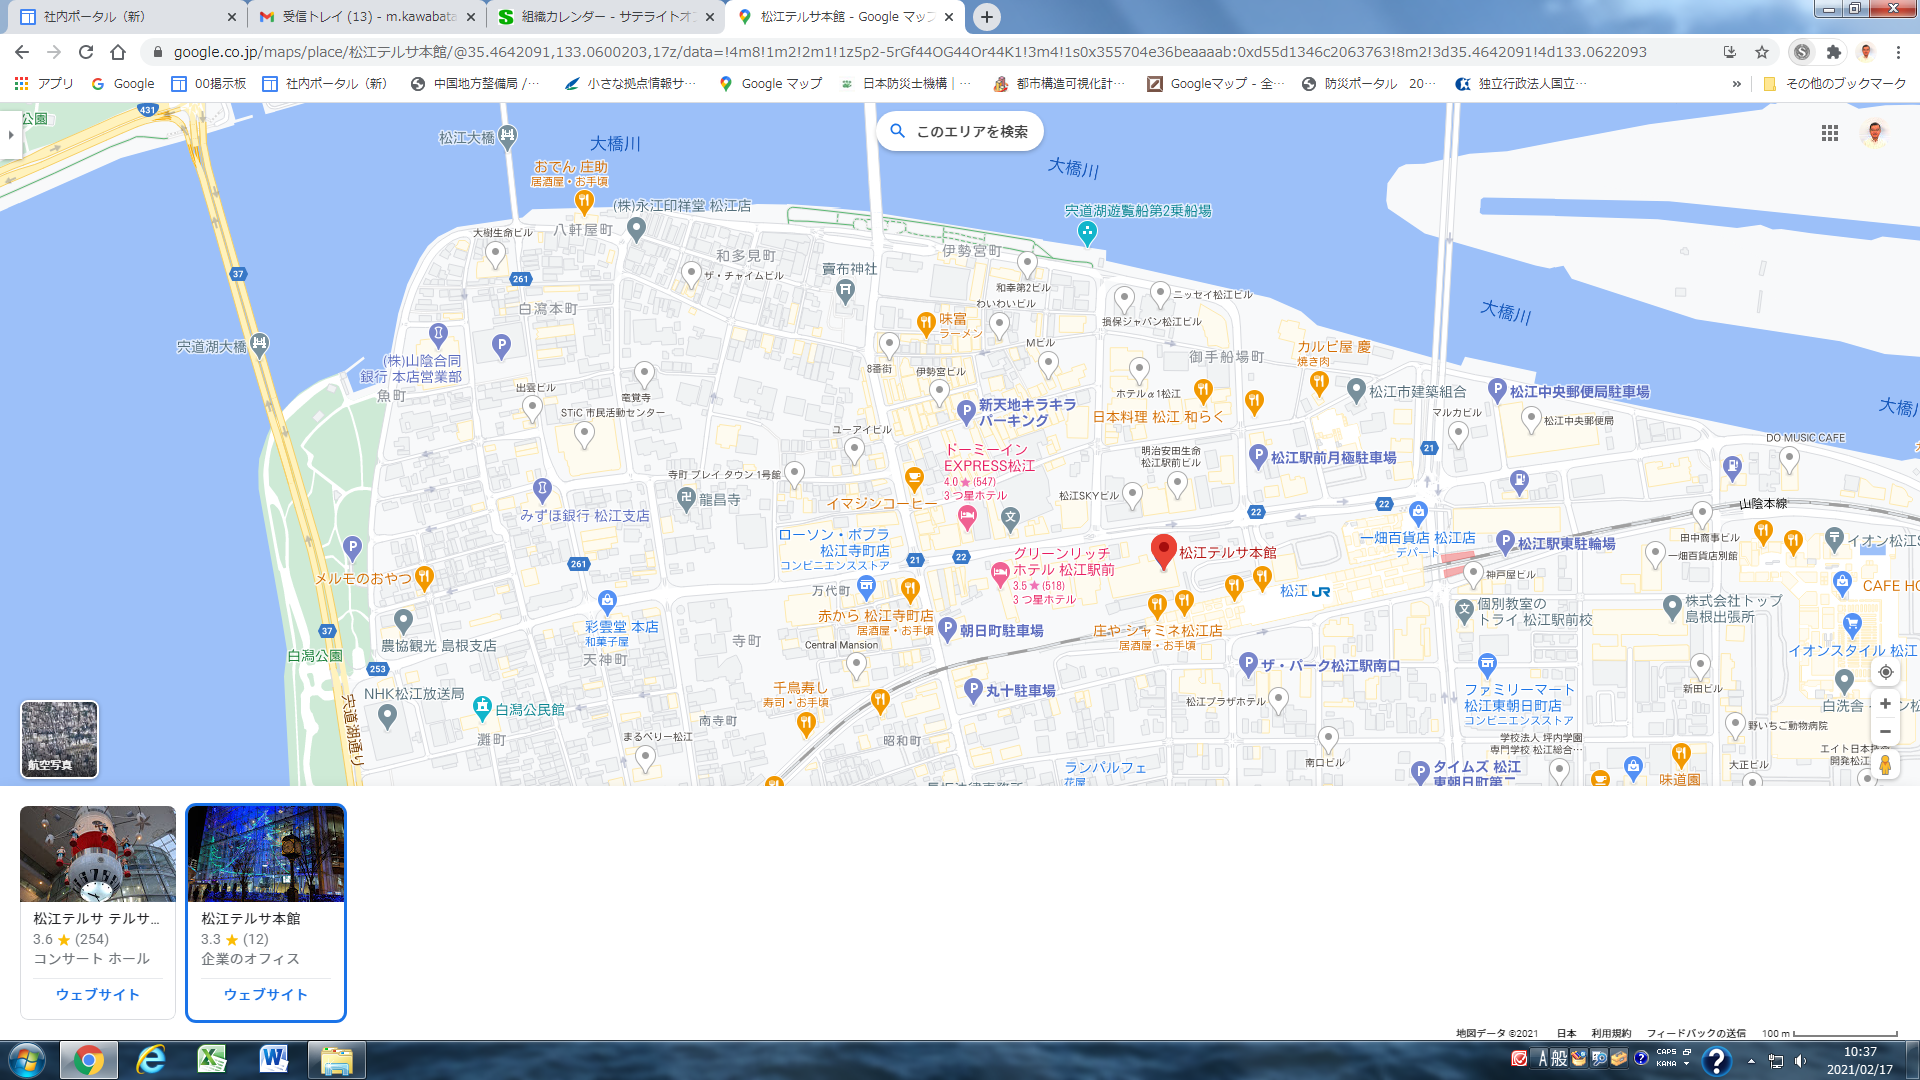 社内ポータル（新）
受信トレイ (13) - m.kawabata
組織カレンダー - サテライトオフ
松江テルサ本館 - Google マップ
google.co.jp/maps/place/松江テルサ本館/@35.4642091,133.0600203,17z/data=!4m8!1m2!2m1!1z5p2-5rGf44OG44Or44K1!3m4!1s0x355704e36beaaaab:0xd55d1346c2063763!8m2!3d35.4642091!4d133.0622093
アプリ
Google
00掲示板
社内ポータル（新）
中国地方整備局 /…
小さな拠点情報サ…
Google マップ
日本防災士機構｜…
都市構造可視化計…
Googleマップ - 全…
防災ポータル 20…
独立行政法人国立…
»
その他のブックマーク
公園
431
松江大橋
大橋川
このエリアを検索
大橋川
おでん 庄助
居酒屋・お手頃
(株)永江印祥堂 松江店
宍道湖遊覧船第2乗船場
大樹生命ビル
八軒屋町
和多見町
伊勢宮町
37
261
ザ・チャイムビル
賣布神社
和幸第2ビル
わいわいビル
ニッセイ松江ビル
白潟本町
味富
ラーメン
損保ジャパン松江ビル
大橋川
宍道湖大橋
(株)山陰合同
銀行 本店営業部
P
Mビル
御手船場町
カルビ屋 慶
焼き肉
8番街
伊勢宮ビル
魚町
出雲ビル
竜覚寺
ホテルα1松江
松江市建築組合
松江中央郵便局駐車場
STiC 市民活動センター
新天地キラキラ
パーキング
日本料理 松江 和らく
マルカビル
松江中央郵便局
大橋川
ユーアイビル
ドーミーイン
EXPRESS松江
4.0★(547)
3 つ星ホテル
明治安田生命
松江駅前ビル
松江駅前月極駐車場
21
DO MUSIC CAFE
寺町 プレイ タウン 1号館
龍昌寺
イマジンコーヒー
松江SKYビル
みずほ銀行 松江支店
22
22
山陰本線
ローソン・ポプラ
松江寺町店
コンビニエンスストア
一畑百貨店 松江店
デパート
松江駅東駐輪場
田中商事ビル
一畑百貨店別館
イオン松江S
21
22
グリーンリッチ
ホテル 松江駅前
3.5★(518)
3 つ星ホテル
松江テルサ本館
261
メルモのおやつ
万代町
松江 JR
神戸屋ビル
CAFE HO
37
彩雲堂 本店
和菓子屋
赤から 松江寺町店
居酒屋・お手頃
朝日町駐車場
庄や シャミネ松江店
居酒屋・お手頃
個別教室の
トライ 松江駅前校
株式会社トップ
島根出張所
農協観光 島根支店
寺町
Central Mansion
白潟公園
253
天神町
ザ・パーク松江駅南口
イオンスタイル 松江
NHK松江放送局
白潟公民館
千鳥寿し
寿司・お手頃
丸十駐車場
松江プラザホテル
ファミリーマート
松江東朝日町店
コンビニエンスストア
新田ビル
白洗舎
宍道湖通り
南寺町
灘町
まるべりー松江
昭和町
野いちご動物病院
南口ビル
学校法人 坪内学園
専門学校 松江総合…
エイト日本技術
開発松江
ランパルフェ
花屋
タイムズ 松江
東朝日町第二
味道園
大正ビル
航空写真
松江テルサ テルサ…
3.6 ★ (254)
コンサート ホール
ウェブサイト
松江テルサ本館
3.3 ★ (12)
企業のオフィス
ウェブサイト
地図データ ©2021
日本
利用規約
フィードバックの送信
100 m
A 般
CAPS
KANA
10:37
2021/02/17